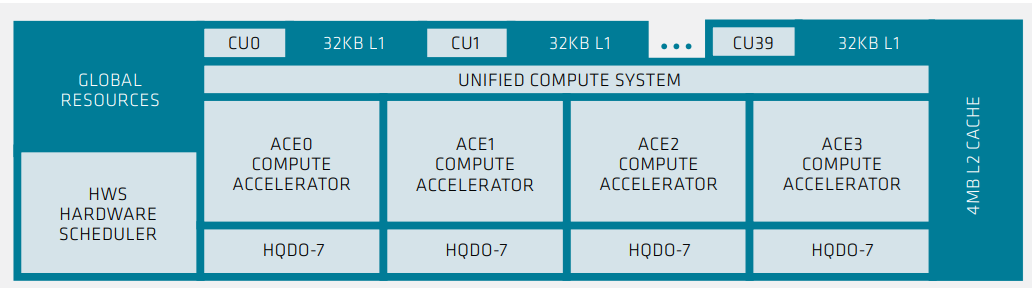 CU0 32KB L1 CU1 32KB L1 ... CU39 32KB L1
GLOBAL
RESOURCES
UNIFIED COMPUTE SYSTEM
ACE0
COMPUTE
ACCELERATOR
ACE1
COMPUTE
ACCELERATOR
ACE2
COMPUTE
ACCELERATOR
ACE3
COMPUTE
ACCELERATOR
4MB L2 CACHE
HWS
HARDWARE
SCHEDULER
HQDO-7 HQDO-7 HQDO-7 HQDO-7